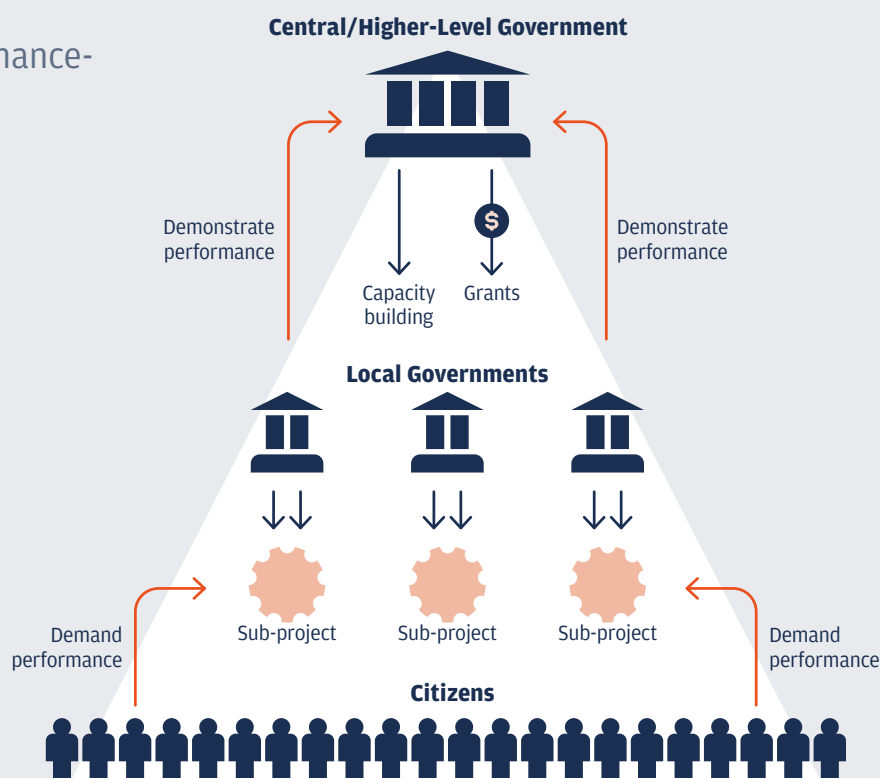 Central/Higher-Level Government
mance-
Demonstrate
performance
$
Demonstrate
performance
Capacity
building
Grants
Local Governments
Sub-project
Sub-project
Sub-project
Demand
performance
Demand
performance
Citizens